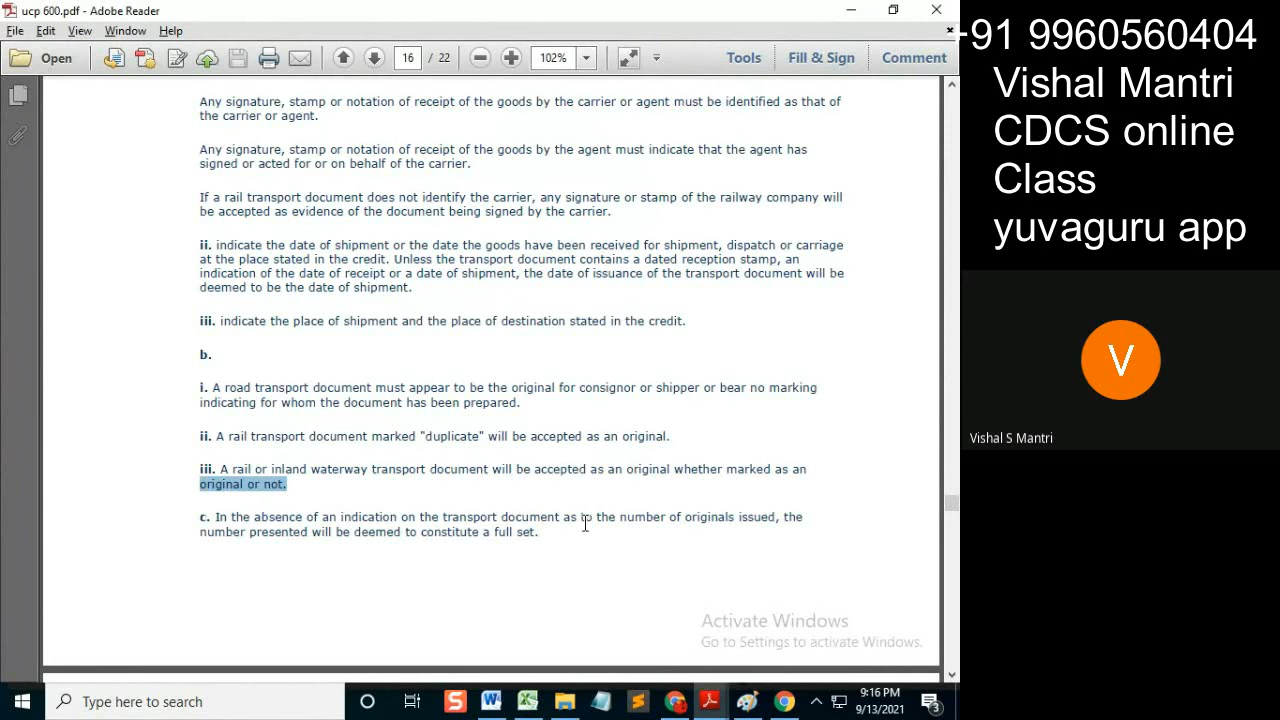 ucp 600.pdf - Adobe Reader
File Edit View Window Help
Open 16 / 22 102% Tools Fill & Sign Comment
Any signature, stamp or notation of receipt of the goods by the carrier or agent must be identified as that of
the carrier or agent.
Any signature, stamp or notation of receipt of the goods by the agent must indicate that the agent has
signed or acted for or on behalf of the carrier.
If a rail transport document does not identify the carrier, any signature or stamp of the railway company will
be accepted as evidence of the document being signed by the carrier.
ii. indicate the date of shipment or the date the goods have been received for shipment, dispatch or carriage
at the place stated in the credit. Unless the transport document contains a dated reception stamp, an
indication of the date of receipt or a date of shipment, the date of issuance of the transport document will be
deemed to be the date of shipment.
iii. indicate the place of shipment and the place of destination stated in the credit.
b.
i. A road transport document must appear to be the original for consignor or shipper or bear no marking
indicating for whom the document has been prepared.
ii. A rail transport document marked "duplicate" will be accepted as an original.
iii. A rail or inland waterway transport document will be accepted as an original whether marked as an
original or not.
c. In the absence of an indication on the transport document as to the number of originals issued, the
number presented will be deemed to constitute a full set.
Activate Windows
Go to Settings to activate Windows.
Type here to search
9:16 PM
9/13/2021
3
+91 9960560404
Vishal Mantri
CDCS online
Class
yuvaguru app
V
Vishal S Mantri